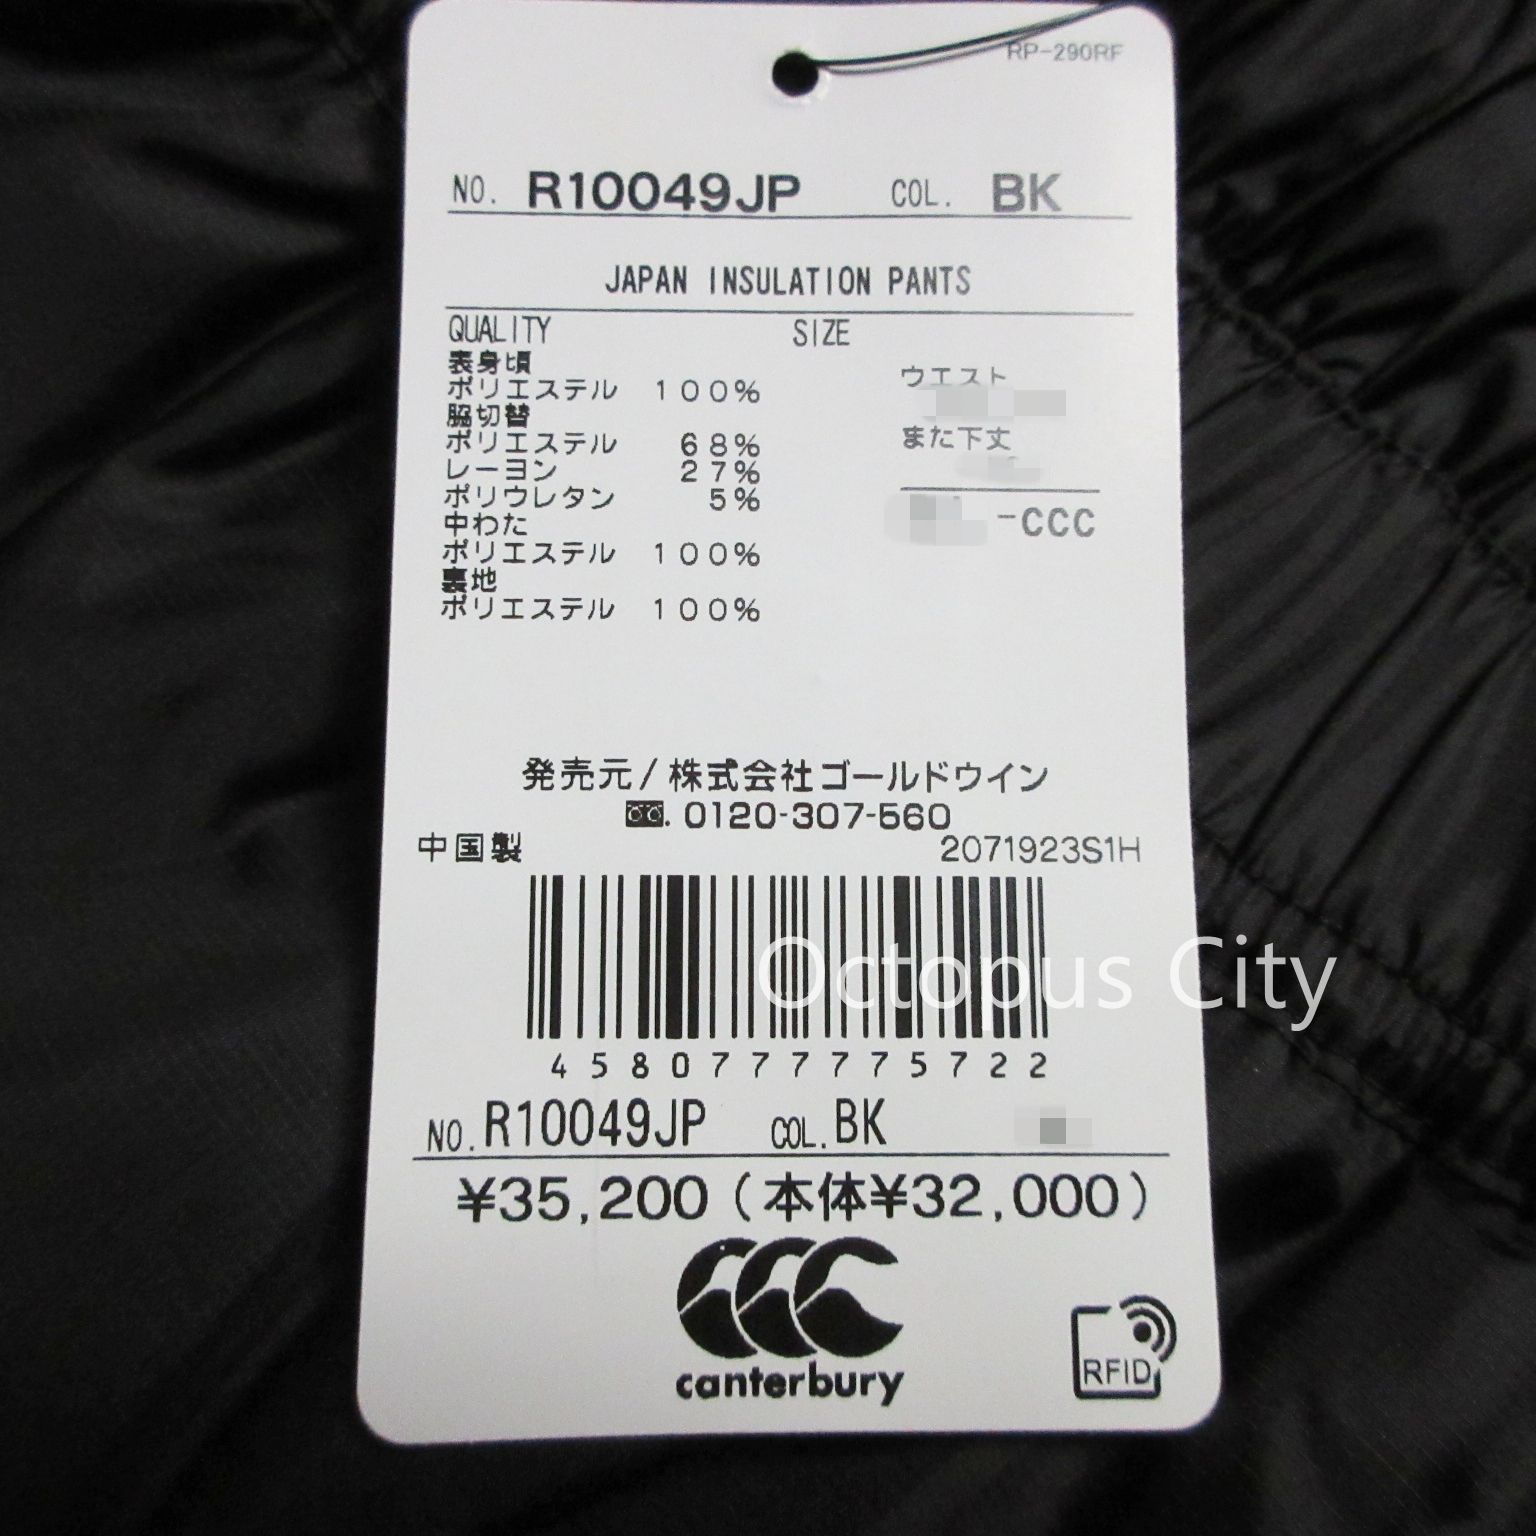 RP-290RF
NO. R10049JP COL. BK
JAPAN INSULATION PANTS
QUALITY SIZE
表身頃
ポリエステル 100%
脇切替
ポリエステル 68%
レーヨン 27%
ポリウレタン 5%
中わた
ポリエステル 100%
裏地
ポリエステル 100%
ウエスト
また下丈
-CCC
発売元/株式会社ゴールドウイン
0120-307-560
中国製 2071923S1H
Octopus City
4580777775722
NO. R10049JP COL. BK
¥35,200(本体¥32,000)
canterbury
RFID